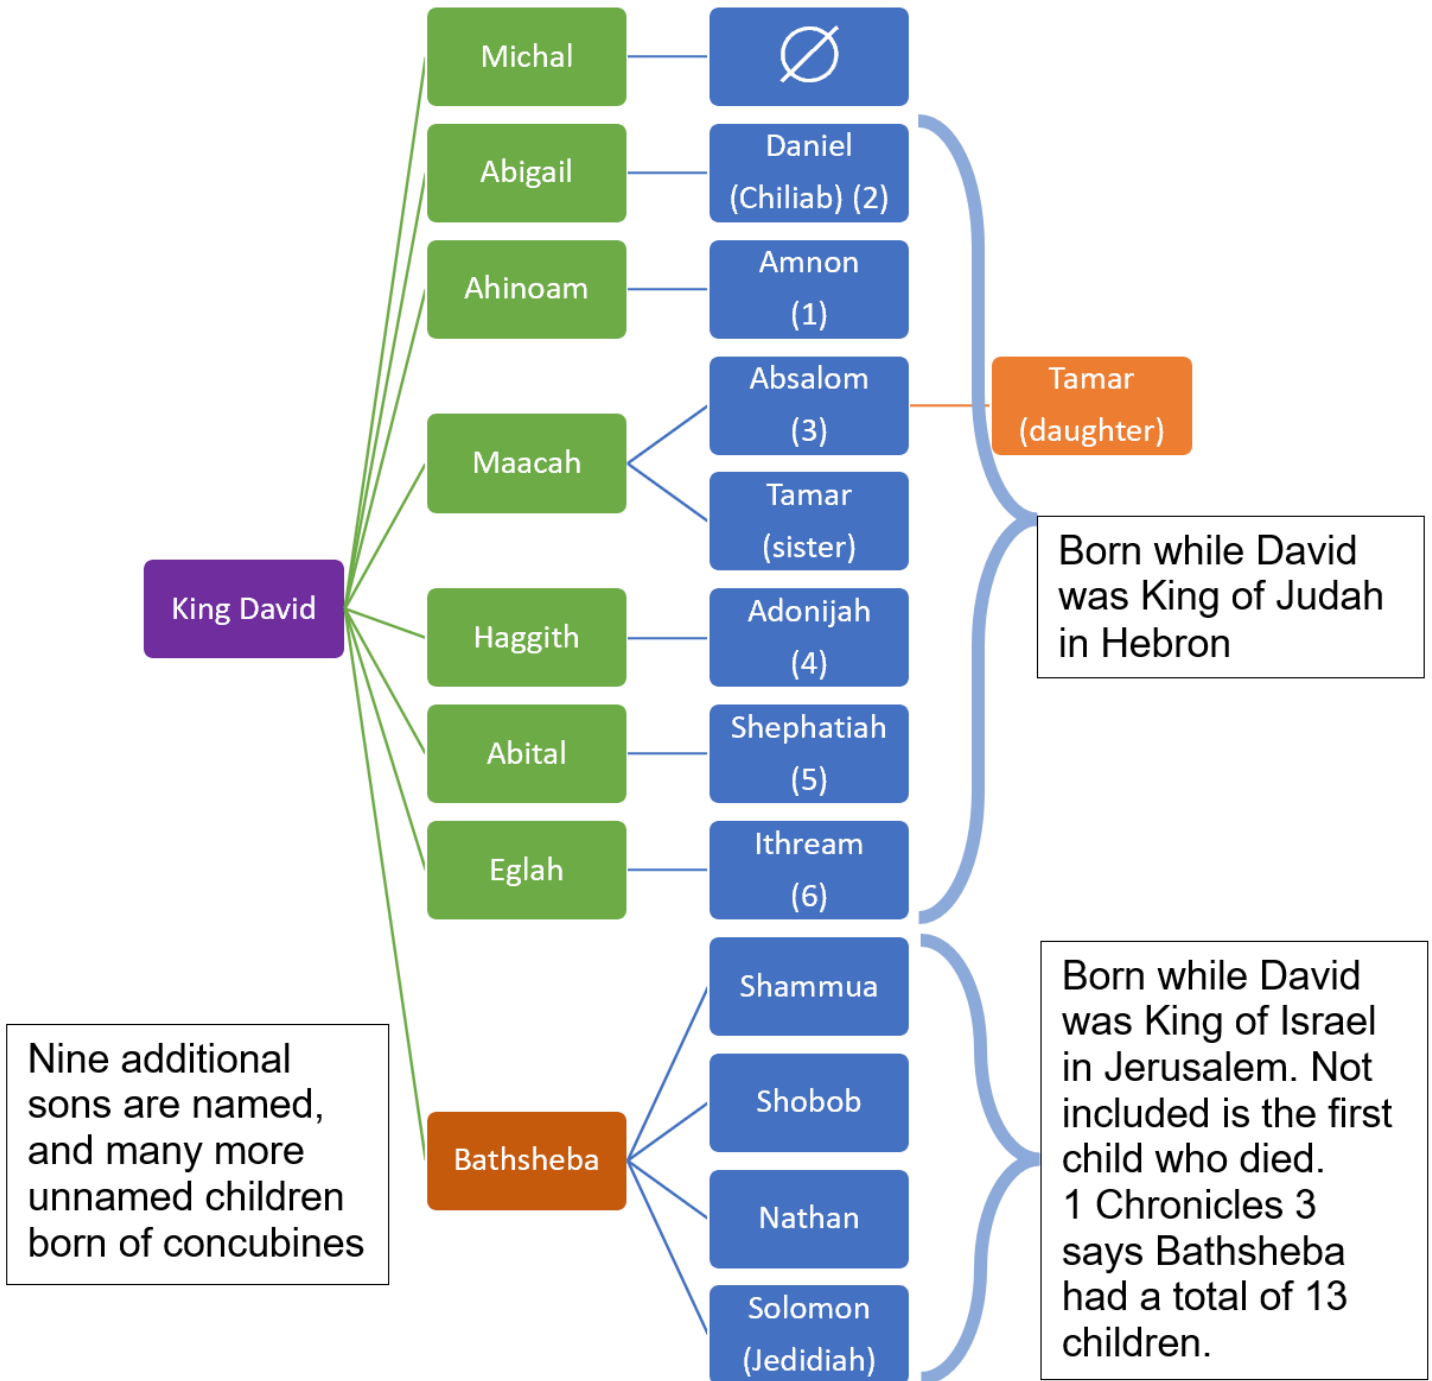 Michal
∅
Abigail
Daniel
(Chiliab) (2)
Ahinoam
Amnon
(1)
Maacah
Absalom
(3)
Tamar
(daughter)
Tamar
(sister)
Born while David
was King of Judah
in Hebron
King David
Haggith
Adonijah
(4)
Abital
Shephatiah
(5)
Eglah
Ithream
(6)
Bathsheba
Shammua
Shobob
Nathan
Solomon
(Jedidiah)
Born while David
was King of Israel
in Jerusalem. Not
included is the first
child who died.
1 Chronicles 3
says Bathsheba
had a total of 13
children.
Nine additional
sons are named,
and many more
unnamed children
born of concubines